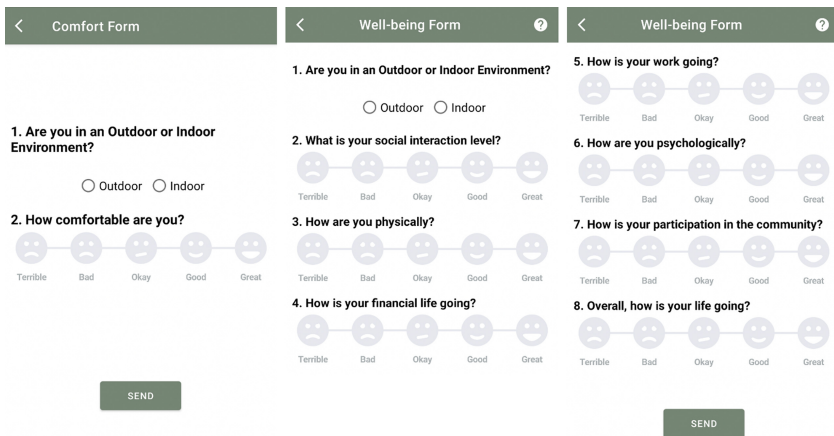 Comfort Form
1. Are you in an Outdoor or Indoor
Environment?
Outdoor Indoor
2. How comfortable are you?
Terrible Bad Okay Good Great
SEND
Well-being Form ?
1. Are you in an Outdoor or Indoor Environment?
Outdoor Indoor
2. What is your social interaction level?
Terrible Bad Okay Good Great
3. How are you physically?
Terrible Bad Okay Good Great
4. How is your financial life going?
Terrible Bad Okay Good Great
Well-being Form ?
5. How is your work going?
Terrible Bad Okay Good Great
6. How are you psychologically?
Terrible Bad Okay Good Great
7. How is your participation in the community?
Terrible Bad Okay Good Great
8. Overall, how is your life going?
Terrible Bad Okay Good Great
SEND